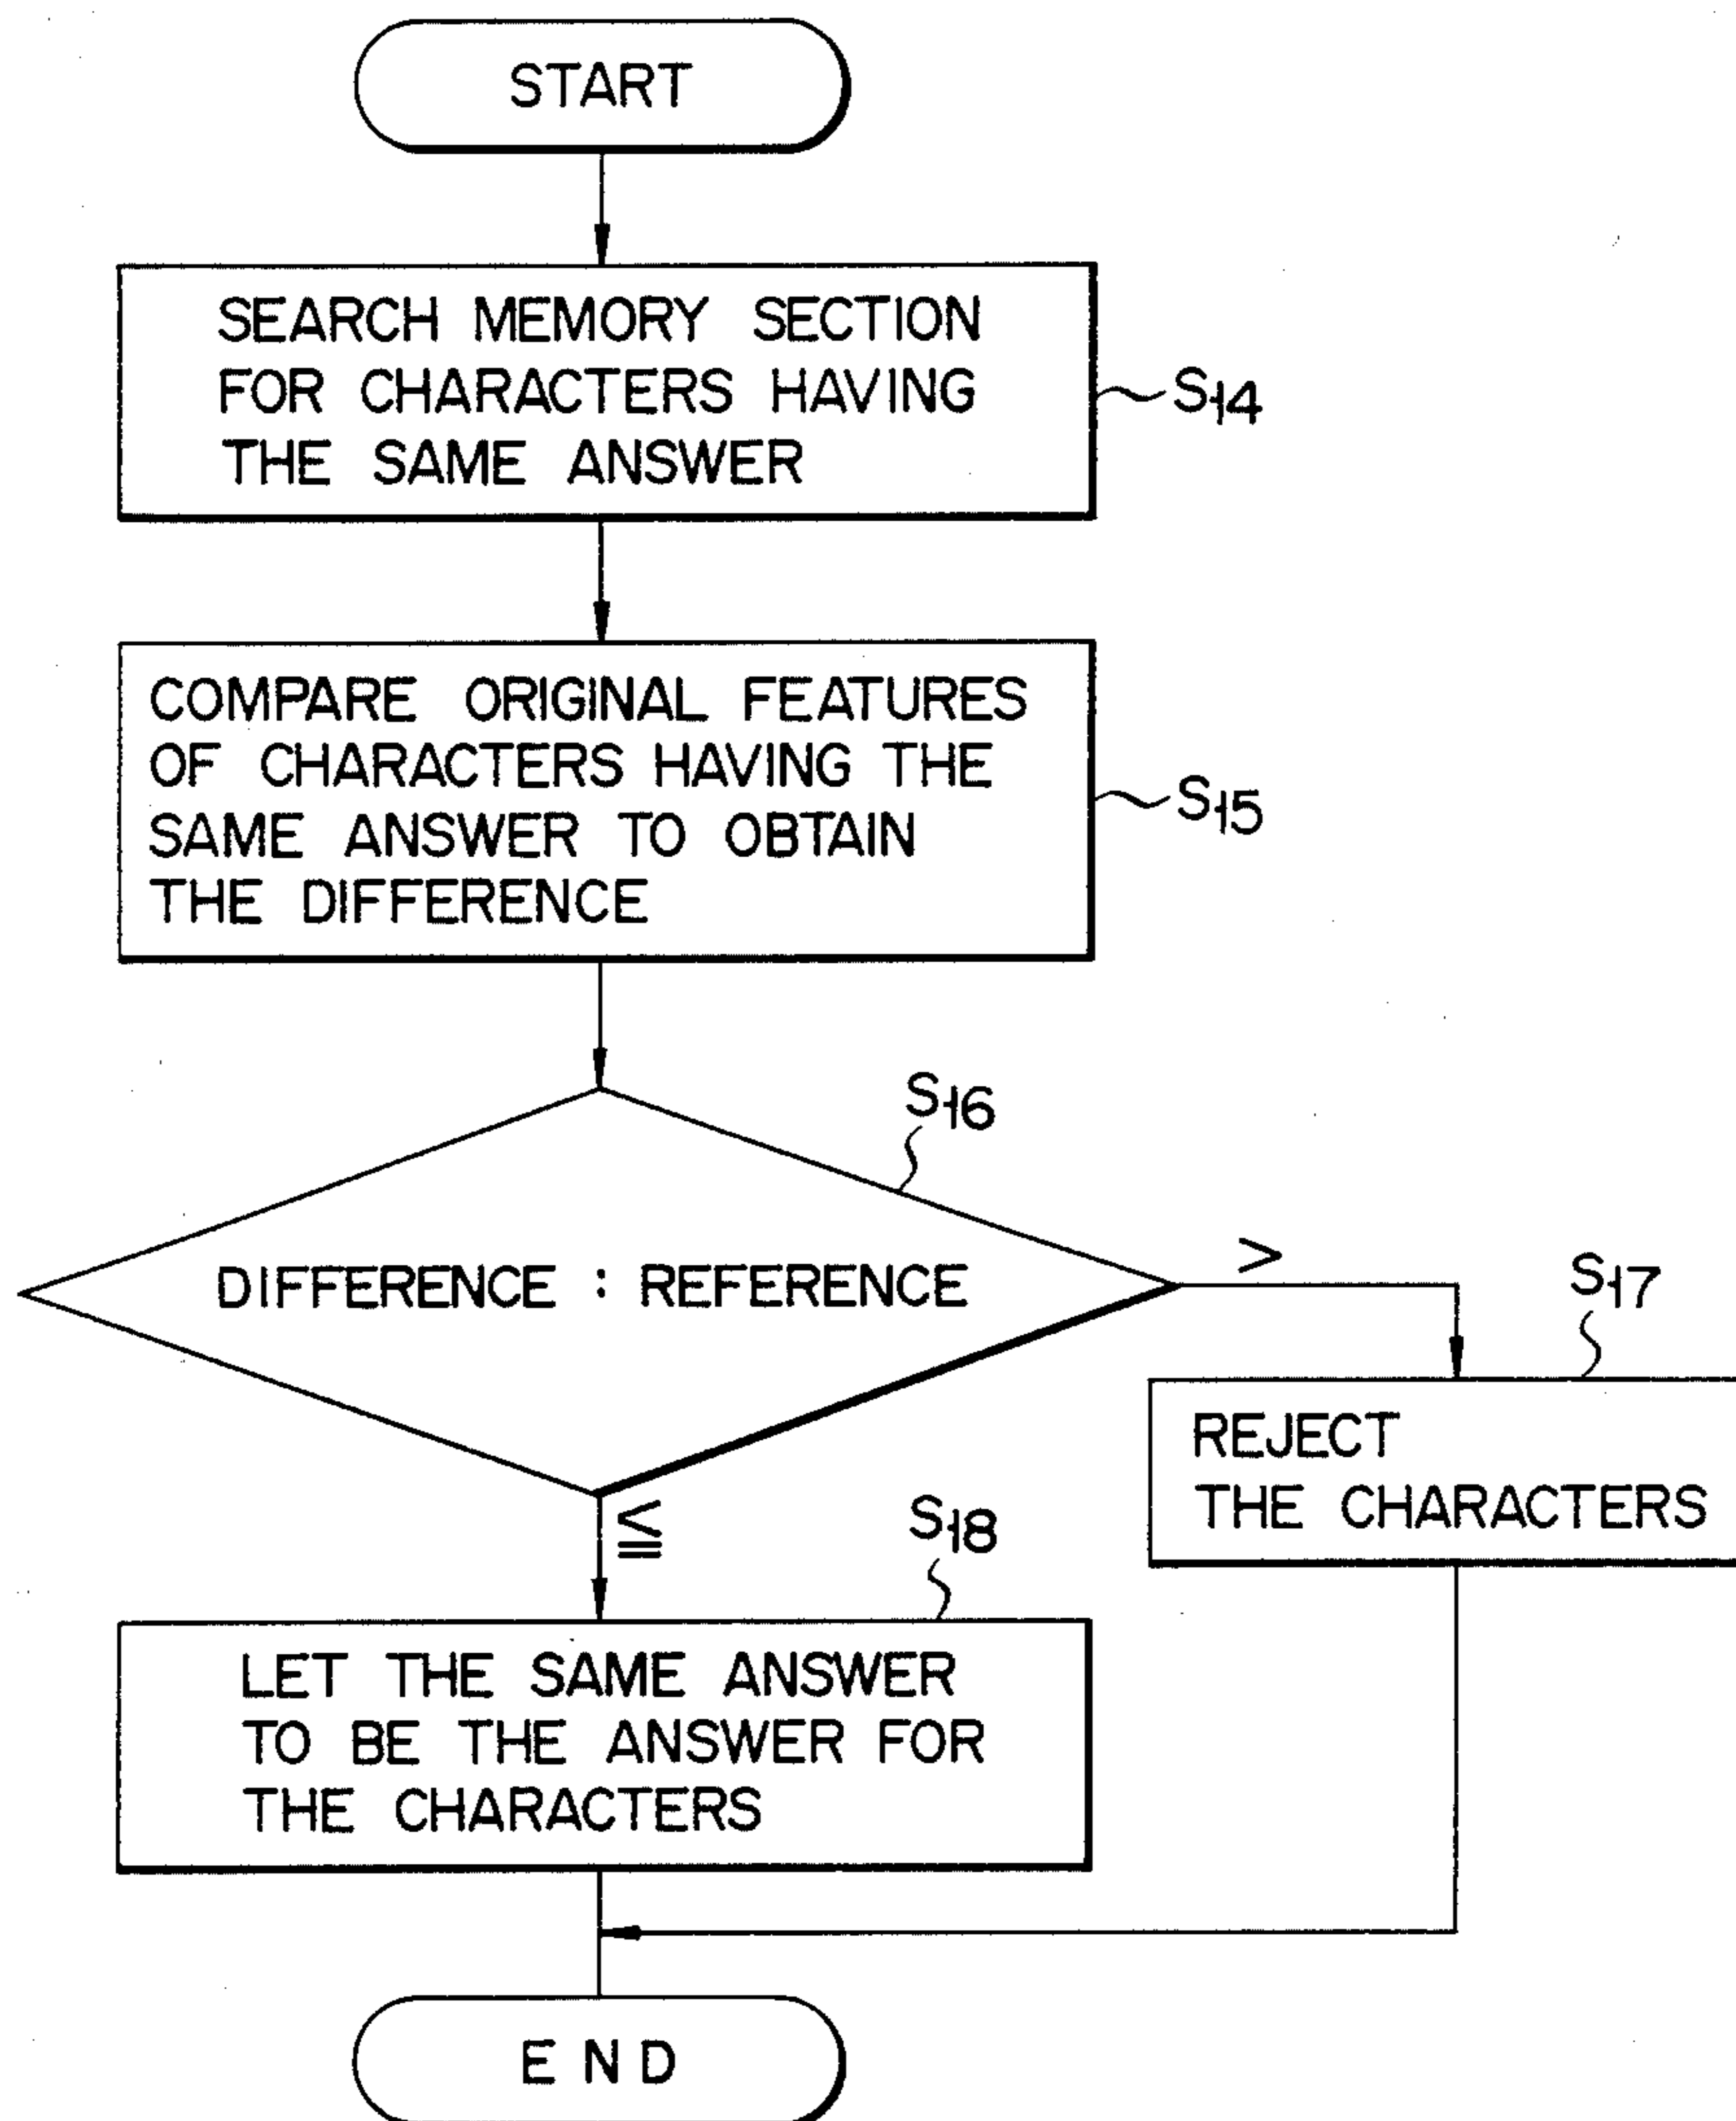 START
SEARCH MEMORY SECTION
FOR CHARACTERS HAVING
THE SAME ANSWER
S14
COMPARE ORIGINAL FEATURES
OF CHARACTERS HAVING THE
SAME ANSWER TO OBTAIN
THE DIFFERENCE
S15
S16
DIFFERENCE : REFERENCE
>
S17
REJECT
THE CHARACTERS
≦
S18
LET THE SAME ANSWER
TO BE THE ANSWER FOR
THE CHARACTERS
END